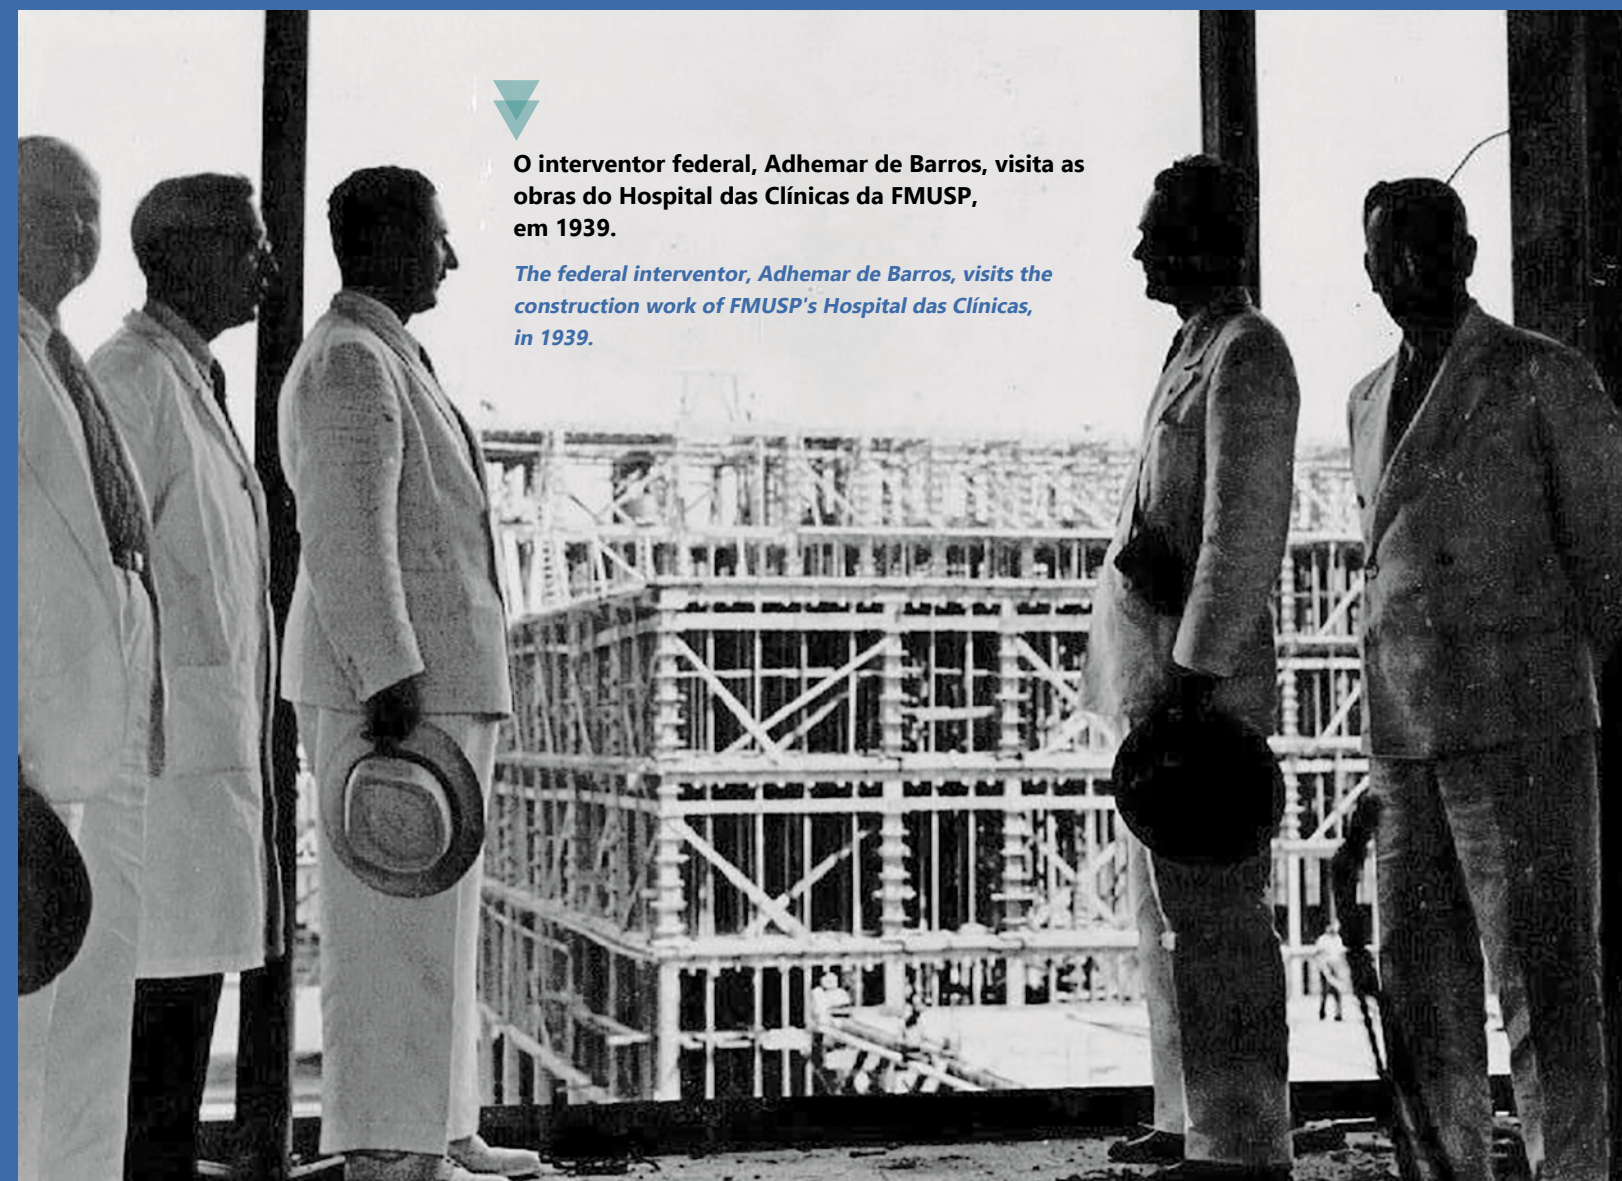 O interventor federal, Adhemar de Barros, visita as
obras do Hospital das Clínicas da FMUSP,
em 1939.
The federal interventor, Adhemar de Barros, visits the
construction work of FMUSP's Hospital das Clínicas,
in 1939.